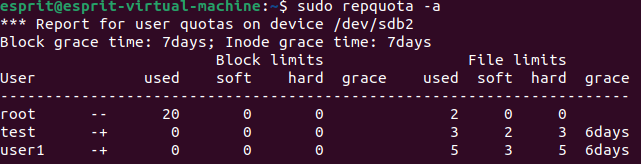 esprit@esprit-virtual-machine:~$ sudo repquota -a
*** Report for user quotas on device /dev/sdb2
Block grace time: 7days; Inode grace time: 7days
                        Block limits                File limits
User            used    soft    hard  grace    used  soft  hard  grace
----------------------------------------------------------------------
root      --      20       0       0              2     0     0
test      -+       0       0       0              3     2     3  6days
user1     -+       0       0       0              5     3     5  6days